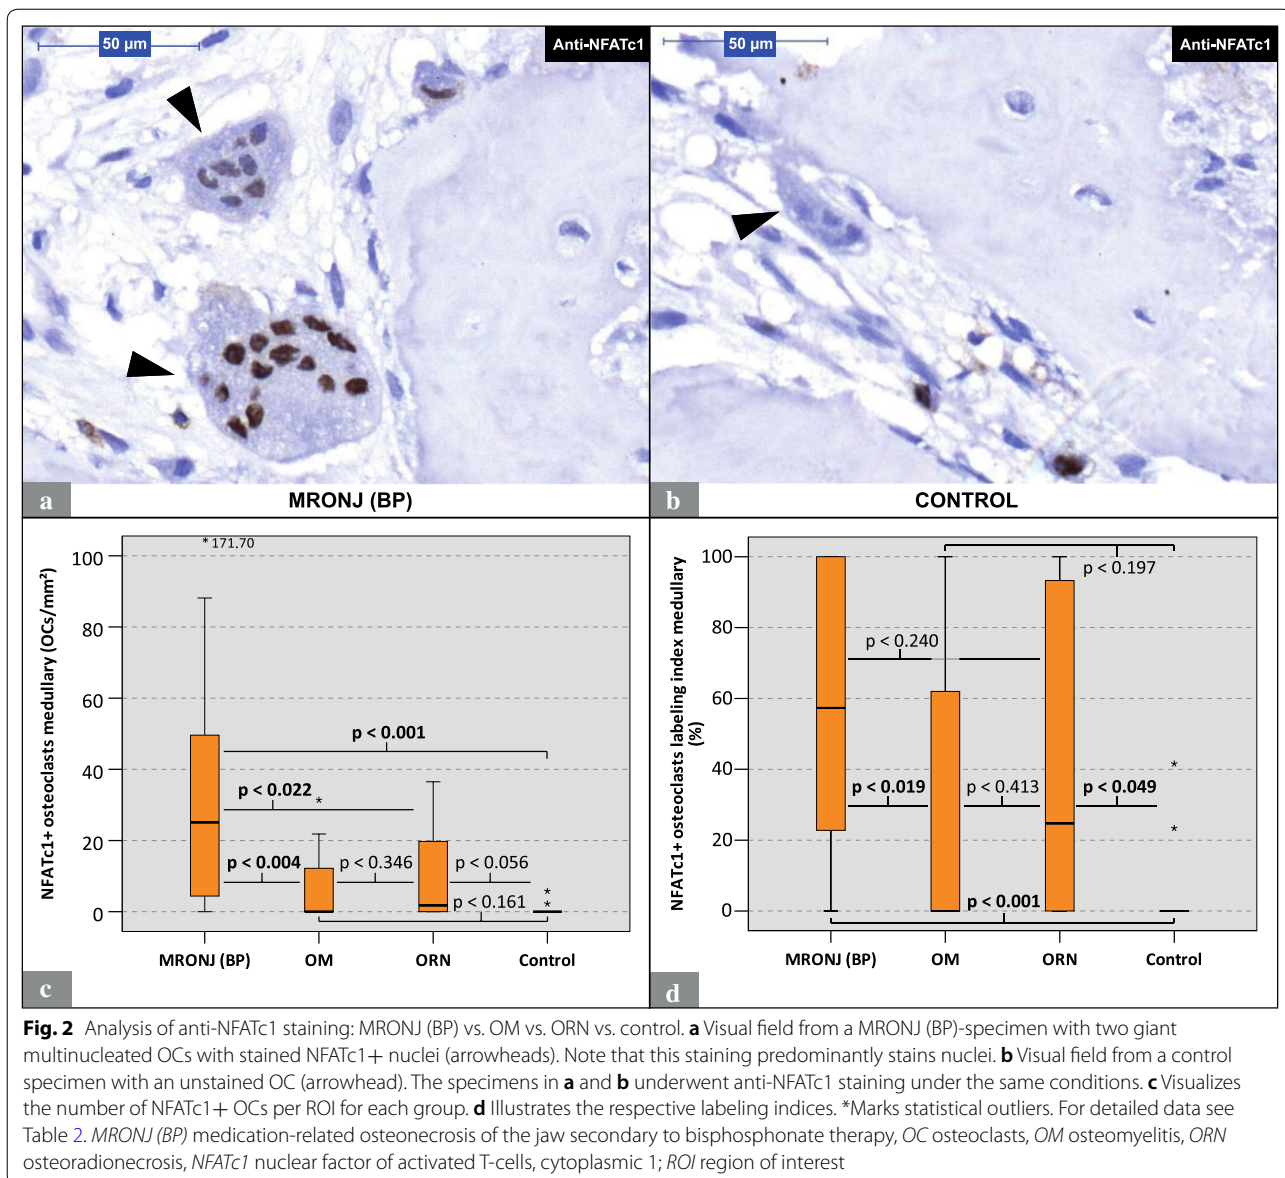 50 µm
Anti-NFATc1
50 µm
Anti-NFATc1
a
MRONJ (BP)
b
CONTROL
NFATc1+ osteoclasts medullary (OCs/mm²)
100
80
60
40
20
0
* 171.70
p < 0.001
p < 0.022
*
p < 0.004
p < 0.346
p < 0.056
*
*
p < 0.161
MRONJ (BP)
OM
ORN
Control
c
NFATc1+ osteoclasts labeling index medullary
(%)
100
80
60
40
20
0
p < 0.197
p < 0.240
*
p < 0.019
p < 0.413
p < 0.049
*
p < 0.001
MRONJ (BP)
OM
ORN
Control
d
Fig. 2 Analysis of anti-NFATc1 staining: MRONJ (BP) vs. OM vs. ORN vs. control. a Visual field from a MRONJ (BP)-specimen with two giant
multinucleated OCs with stained NFATc1+ nuclei (arrowheads). Note that this staining predominantly stains nuclei. b Visual field from a control
specimen with an unstained OC (arrowhead). The specimens in a and b underwent anti-NFATc1 staining under the same conditions. c Visualizes
the number of NFATc1+ OCs per ROI for each group. d Illustrates the respective labeling indices. *Marks statistical outliers. For detailed data see
Table 2. MRONJ (BP) medication-related osteonecrosis of the jaw secondary to bisphosphonate therapy, OC osteoclasts, OM osteomyelitis, ORN
osteoradionecrosis, NFATc1 nuclear factor of activated T-cells, cytoplasmic 1; ROI region of interest